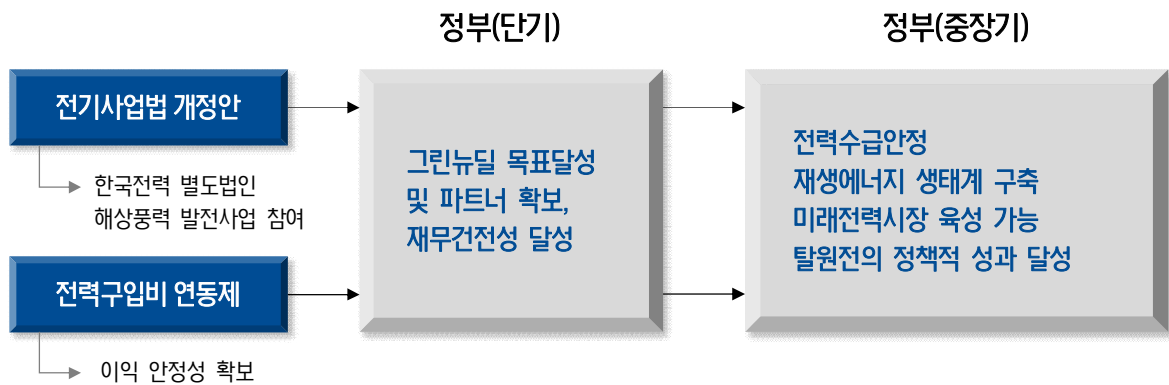 정부(단기)
정부(중장기)
전기사업법 개정안
한국전력 별도법인
해상풍력 발전사업 참여
전력구입비 연동제
이익 안정성 확보
그린뉴딜 목표달성
및 파트너 확보,
재무건전성 달성
전력수급안정
재생에너지 생태계 구축
미래전력시장 육성 가능
탈원전의 정책적 성과 달성